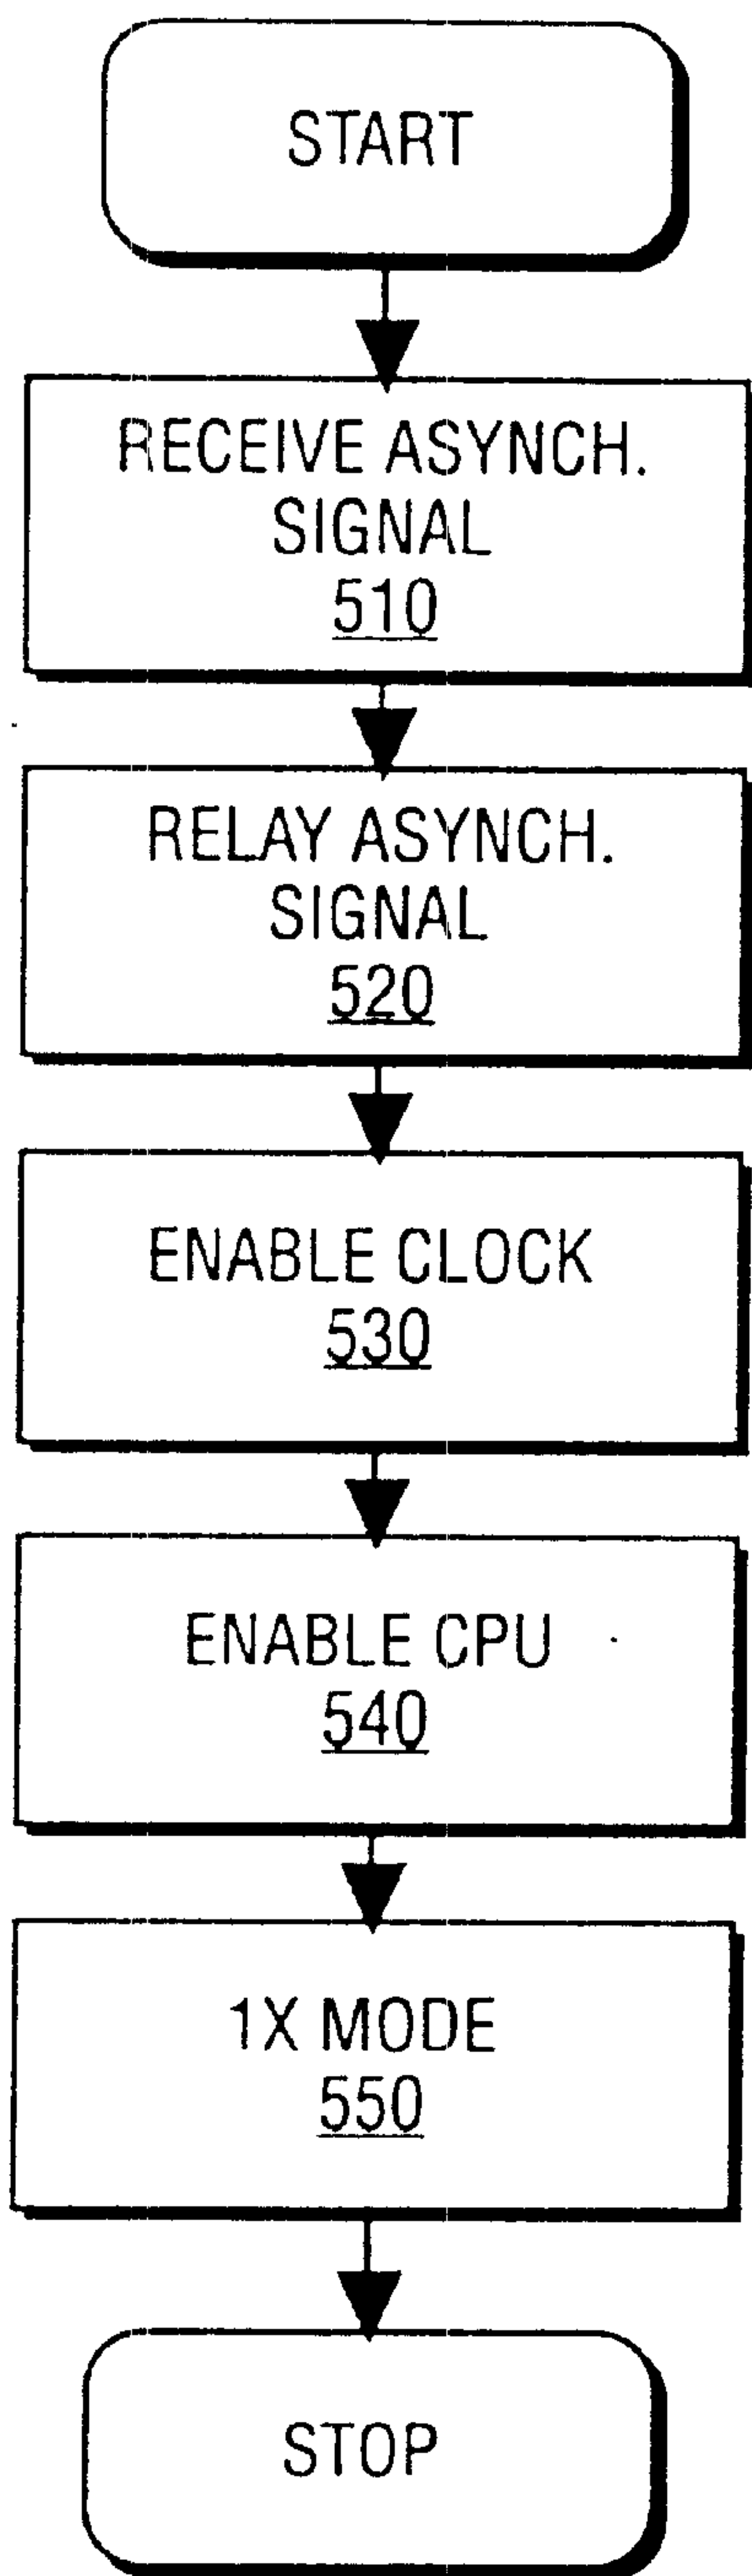 START
RECEIVE ASYNCH.
SIGNAL
510
RELAY ASYNCH.
SIGNAL
520
ENABLE CLOCK
530
ENABLE CPU
540
1X MODE
550
STOP